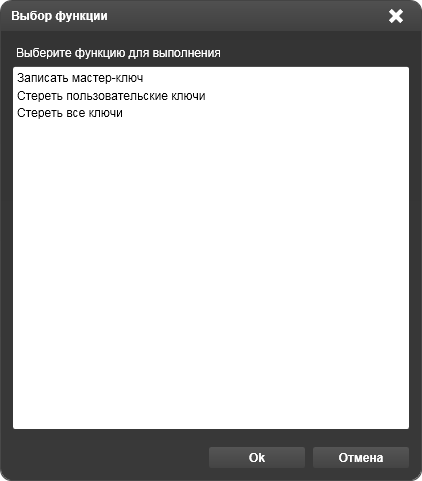 Выбор функции
Выберите функцию для выполнения
Записать мастер-ключ
Стереть пользовательские ключи
Стереть все ключи
Ok
Отмена